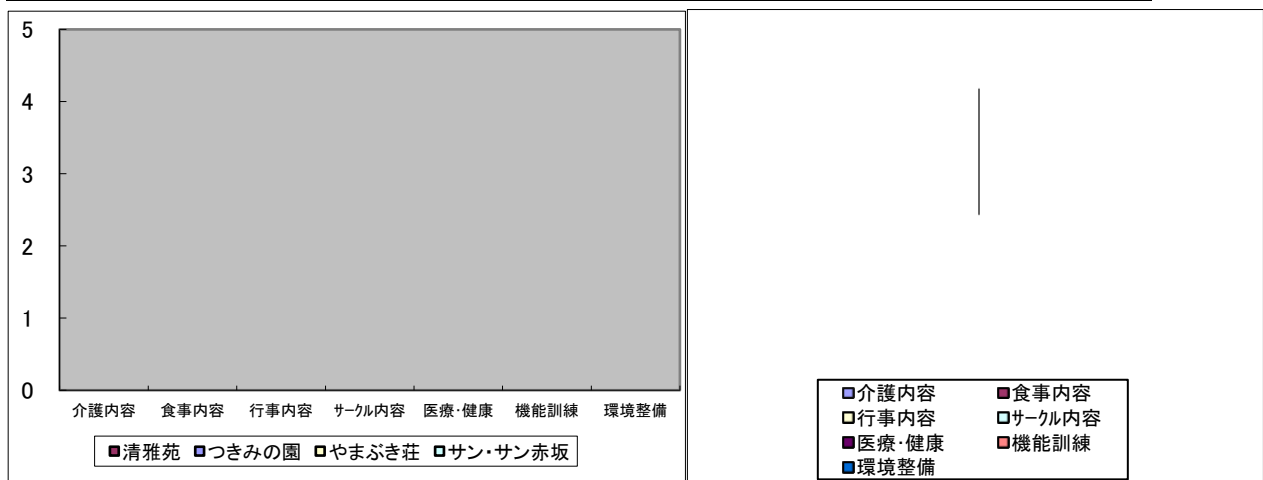 5
4
3
2
1
0
介護内容 食事内容 行事内容 ｻｰｸﾙ内容 医療･健康 機能訓練 環境整備
清雅苑 つきみの園 やまぶき荘 サン・サン赤坂
介護内容 食事内容
行事内容 ｻｰｸﾙ内容
医療･健康 機能訓練
環境整備